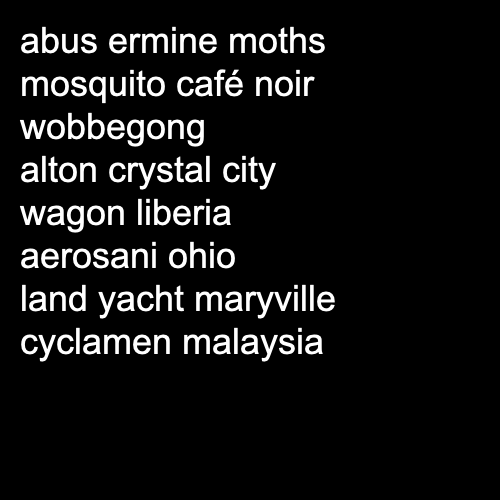 abus ermine moths
mosquito café noir
wobbegong
alton crystal city
wagon liberia
aerosani ohio
land yacht maryville
cyclamen malaysia